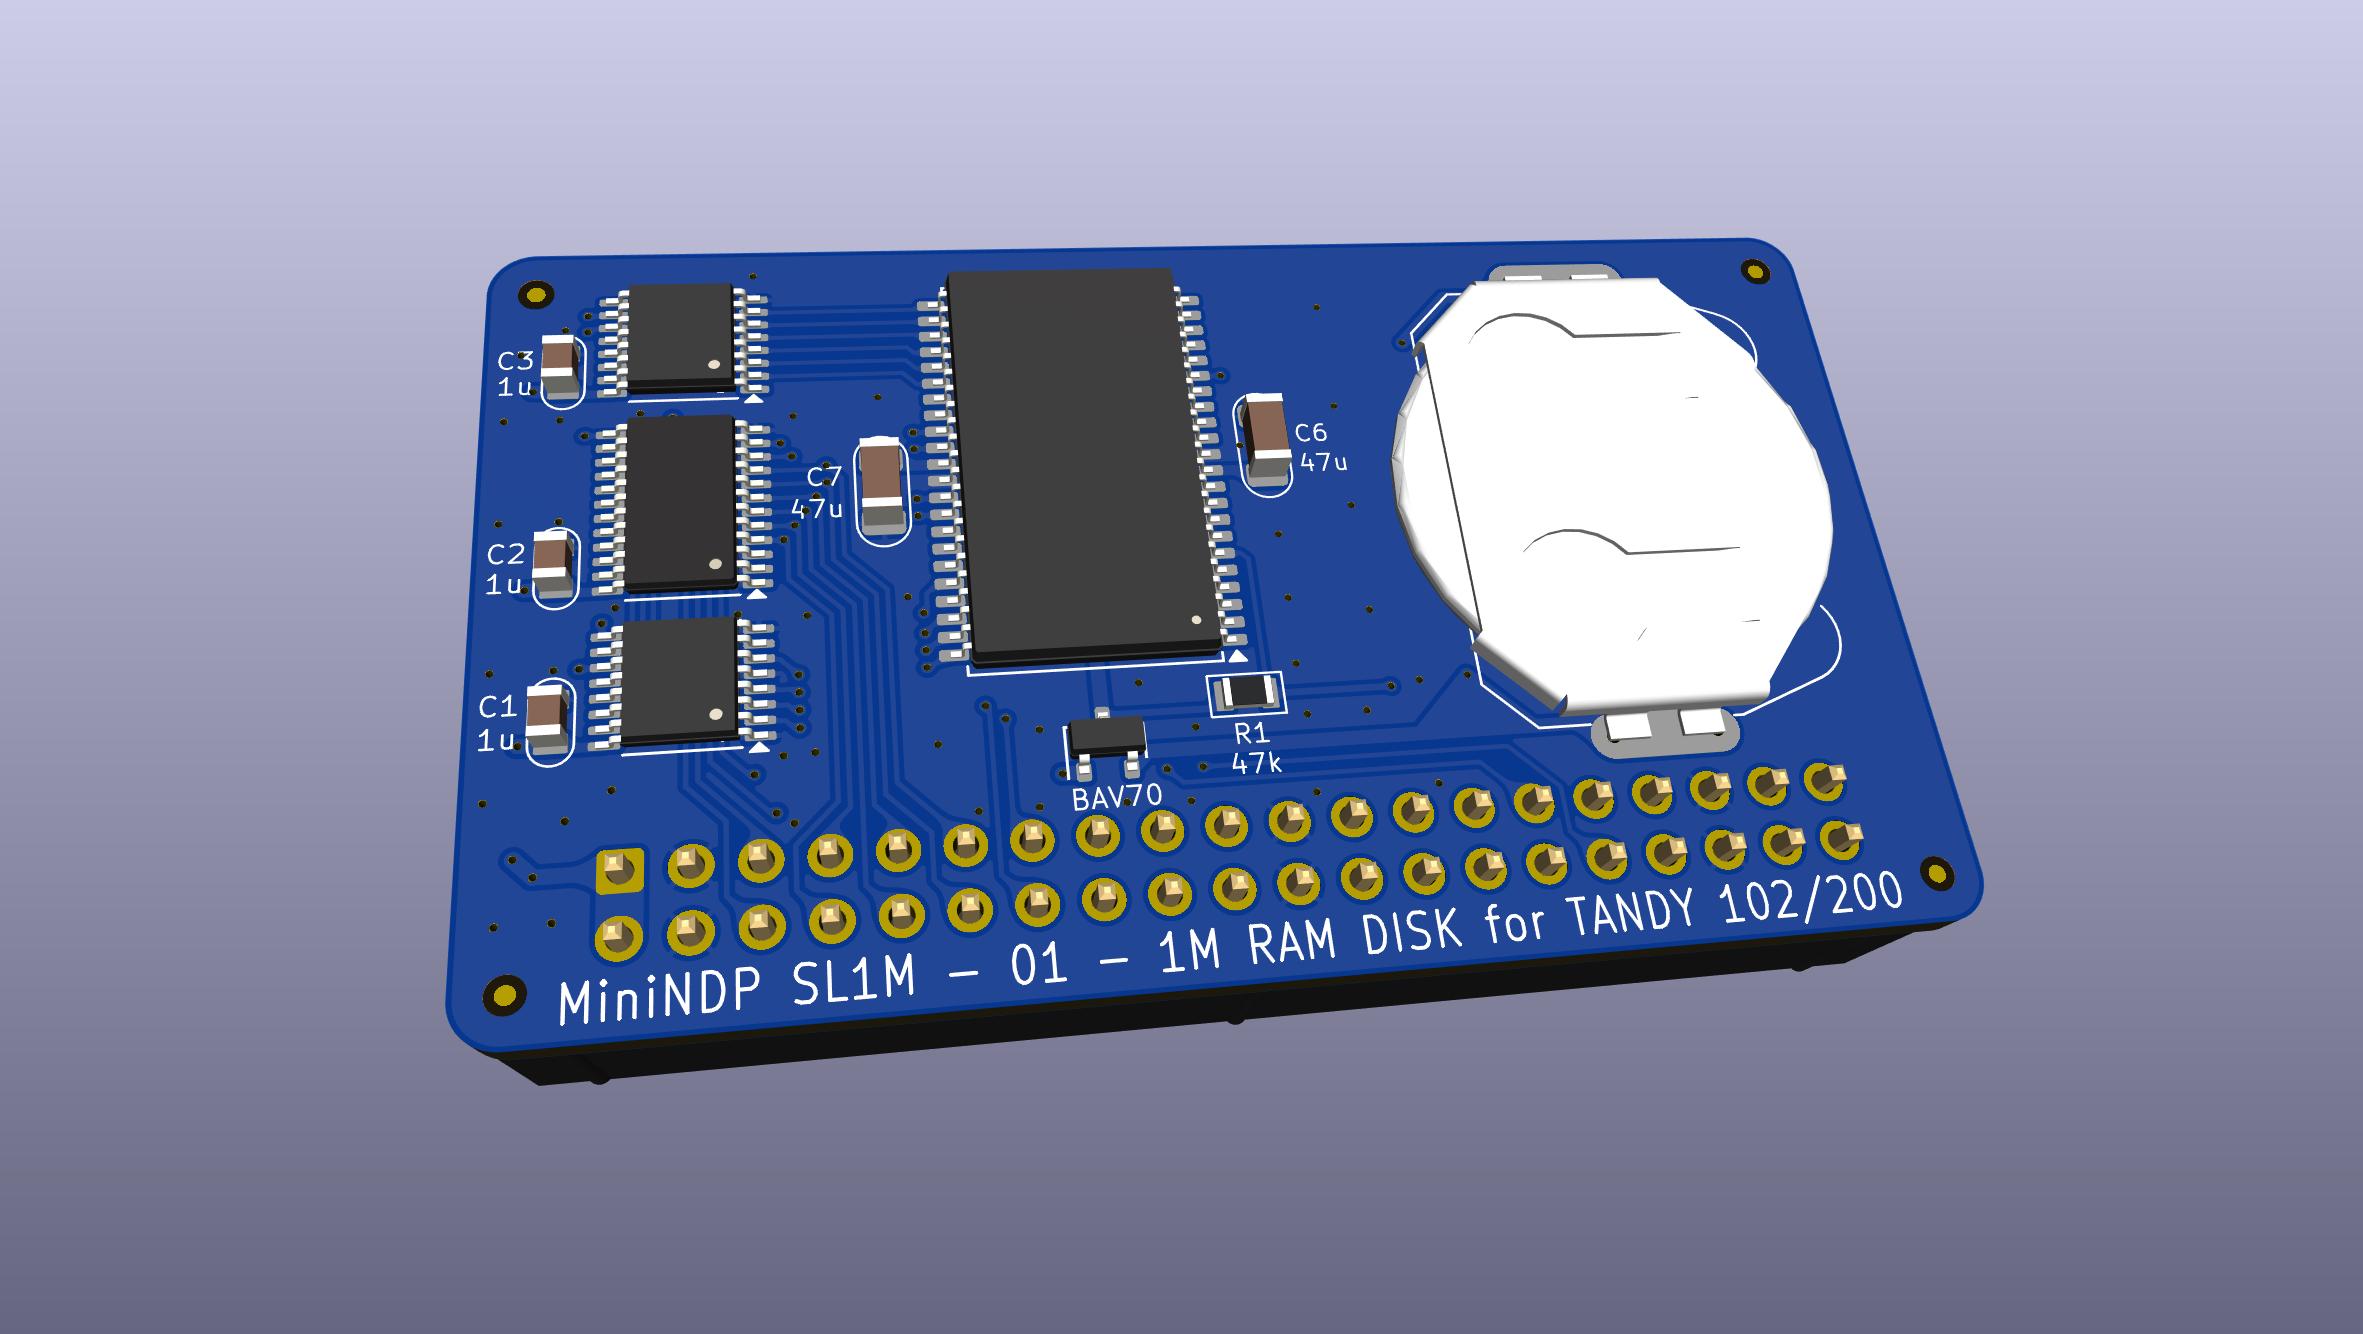 C3
1u
C6
47u
C7
47u
C2
1u
C1
1u
R1
47k
BAV70
MiniNDP SL1M - 01 - 1M RAM DISK for TANDY 102/200